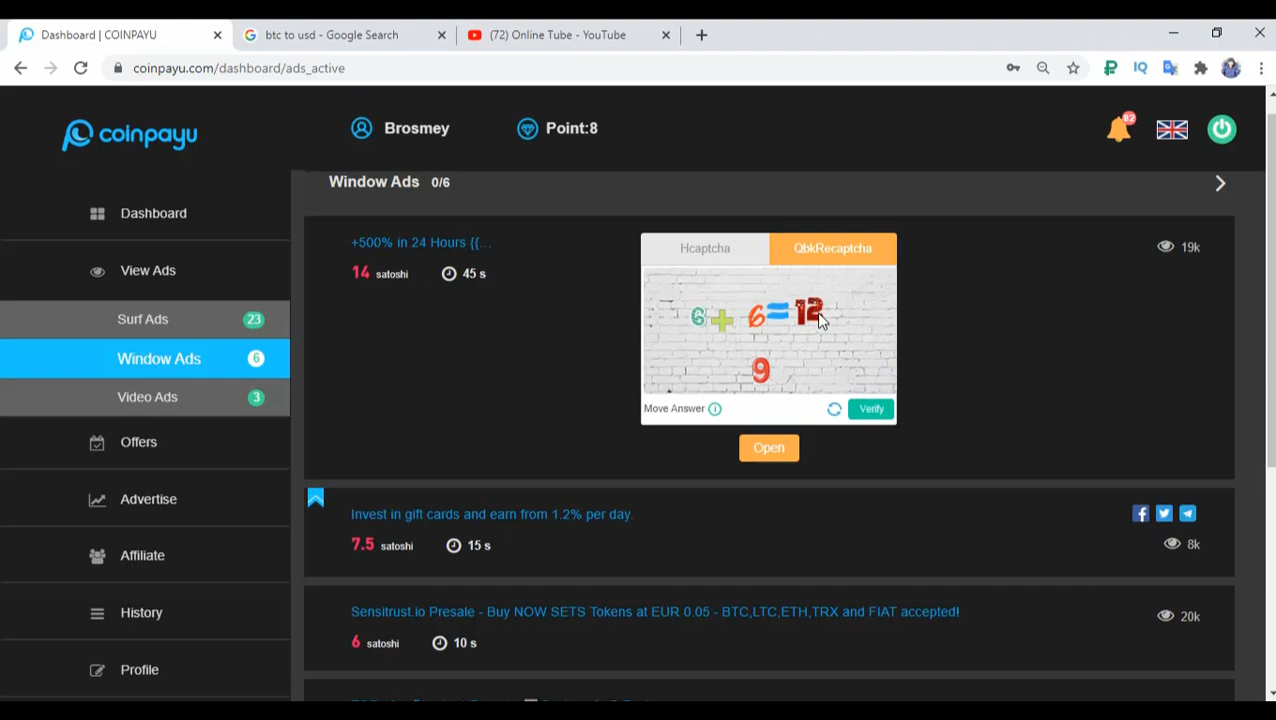 Dashboard | COINPAYU
btc to usd - Google Search
(72) Online Tube - YouTube
coinpayu.com/dashboard/ads_active
IQ
coinpayu
Brosmey
Point:8
82
Window Ads 0/6
Dashboard
View Ads
Surf Ads 23
Window Ads 6
Video Ads 3
Offers
Advertise
Affiliate
History
Profile
+500% in 24 Hours {{...
14 satoshi 45 s
19k
Hcaptcha
QbkRecaptcha
6 + 6 = 12
9
Move Answer
Verify
Open
Invest in gift cards and earn from 1.2% per day.
7.5 satoshi 15 s
8k
Sensitrust.io Presale - Buy NOW SETS Tokens at EUR 0.05 - BTC,LTC,ETH,TRX and FIAT accepted!
6 satoshi 10 s
20k